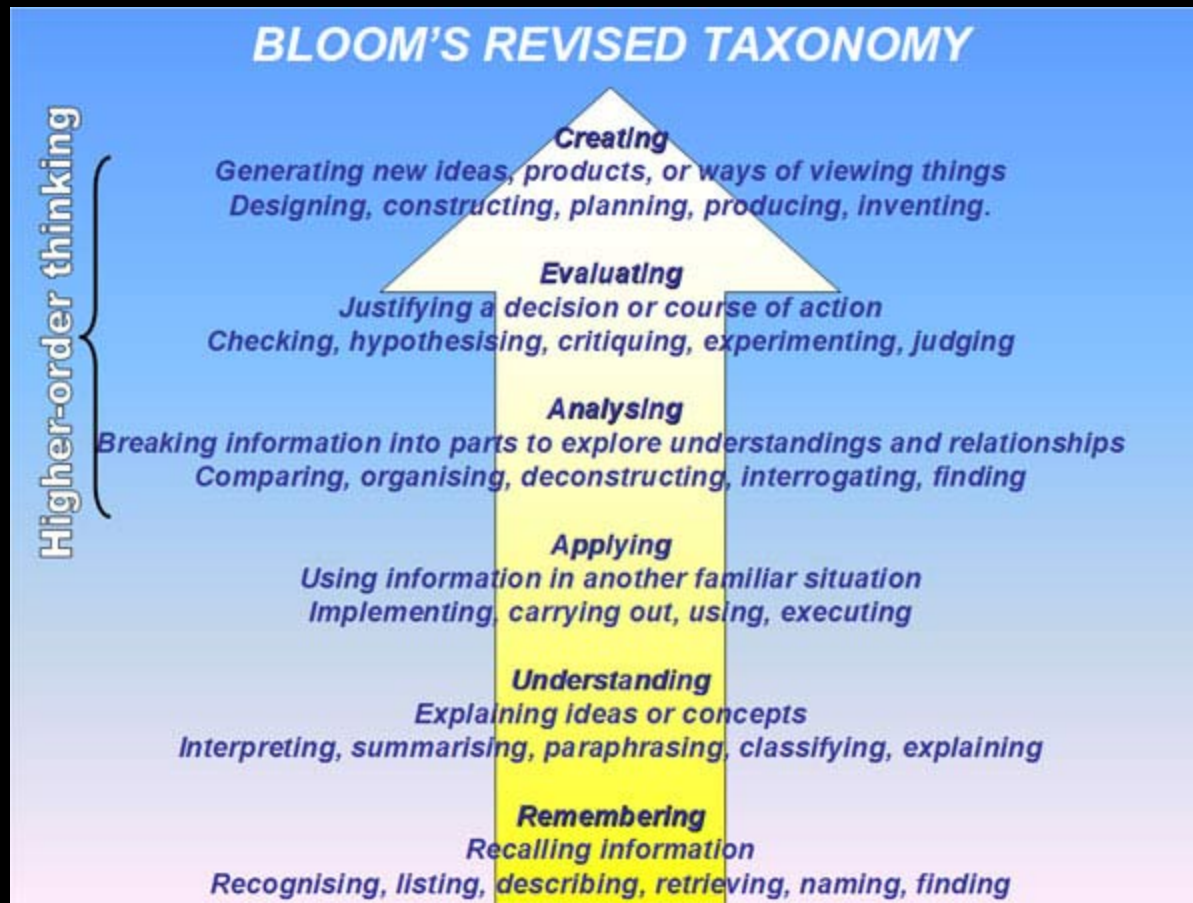 BLOOM'S REVISED TAXONOMY
Higher-order thinking
Creating
Generating new ideas, products, or ways of viewing things
Designing, constructing, planning, producing, inventing.
Evaluating
Justifying a decision or course of action
Checking, hypothesising, critiquing, experimenting, judging
Analysing
Breaking information into parts to explore understandings and relationships
Comparing, organising, deconstructing, interrogating, finding
Applying
Using information in another familiar situation
Implementing, carrying out, using, executing
Understanding
Explaining ideas or concepts
Interpreting, summarising, paraphrasing, classifying, explaining
Remembering
Recalling information
Recognising, listing, describing, retrieving, naming, finding